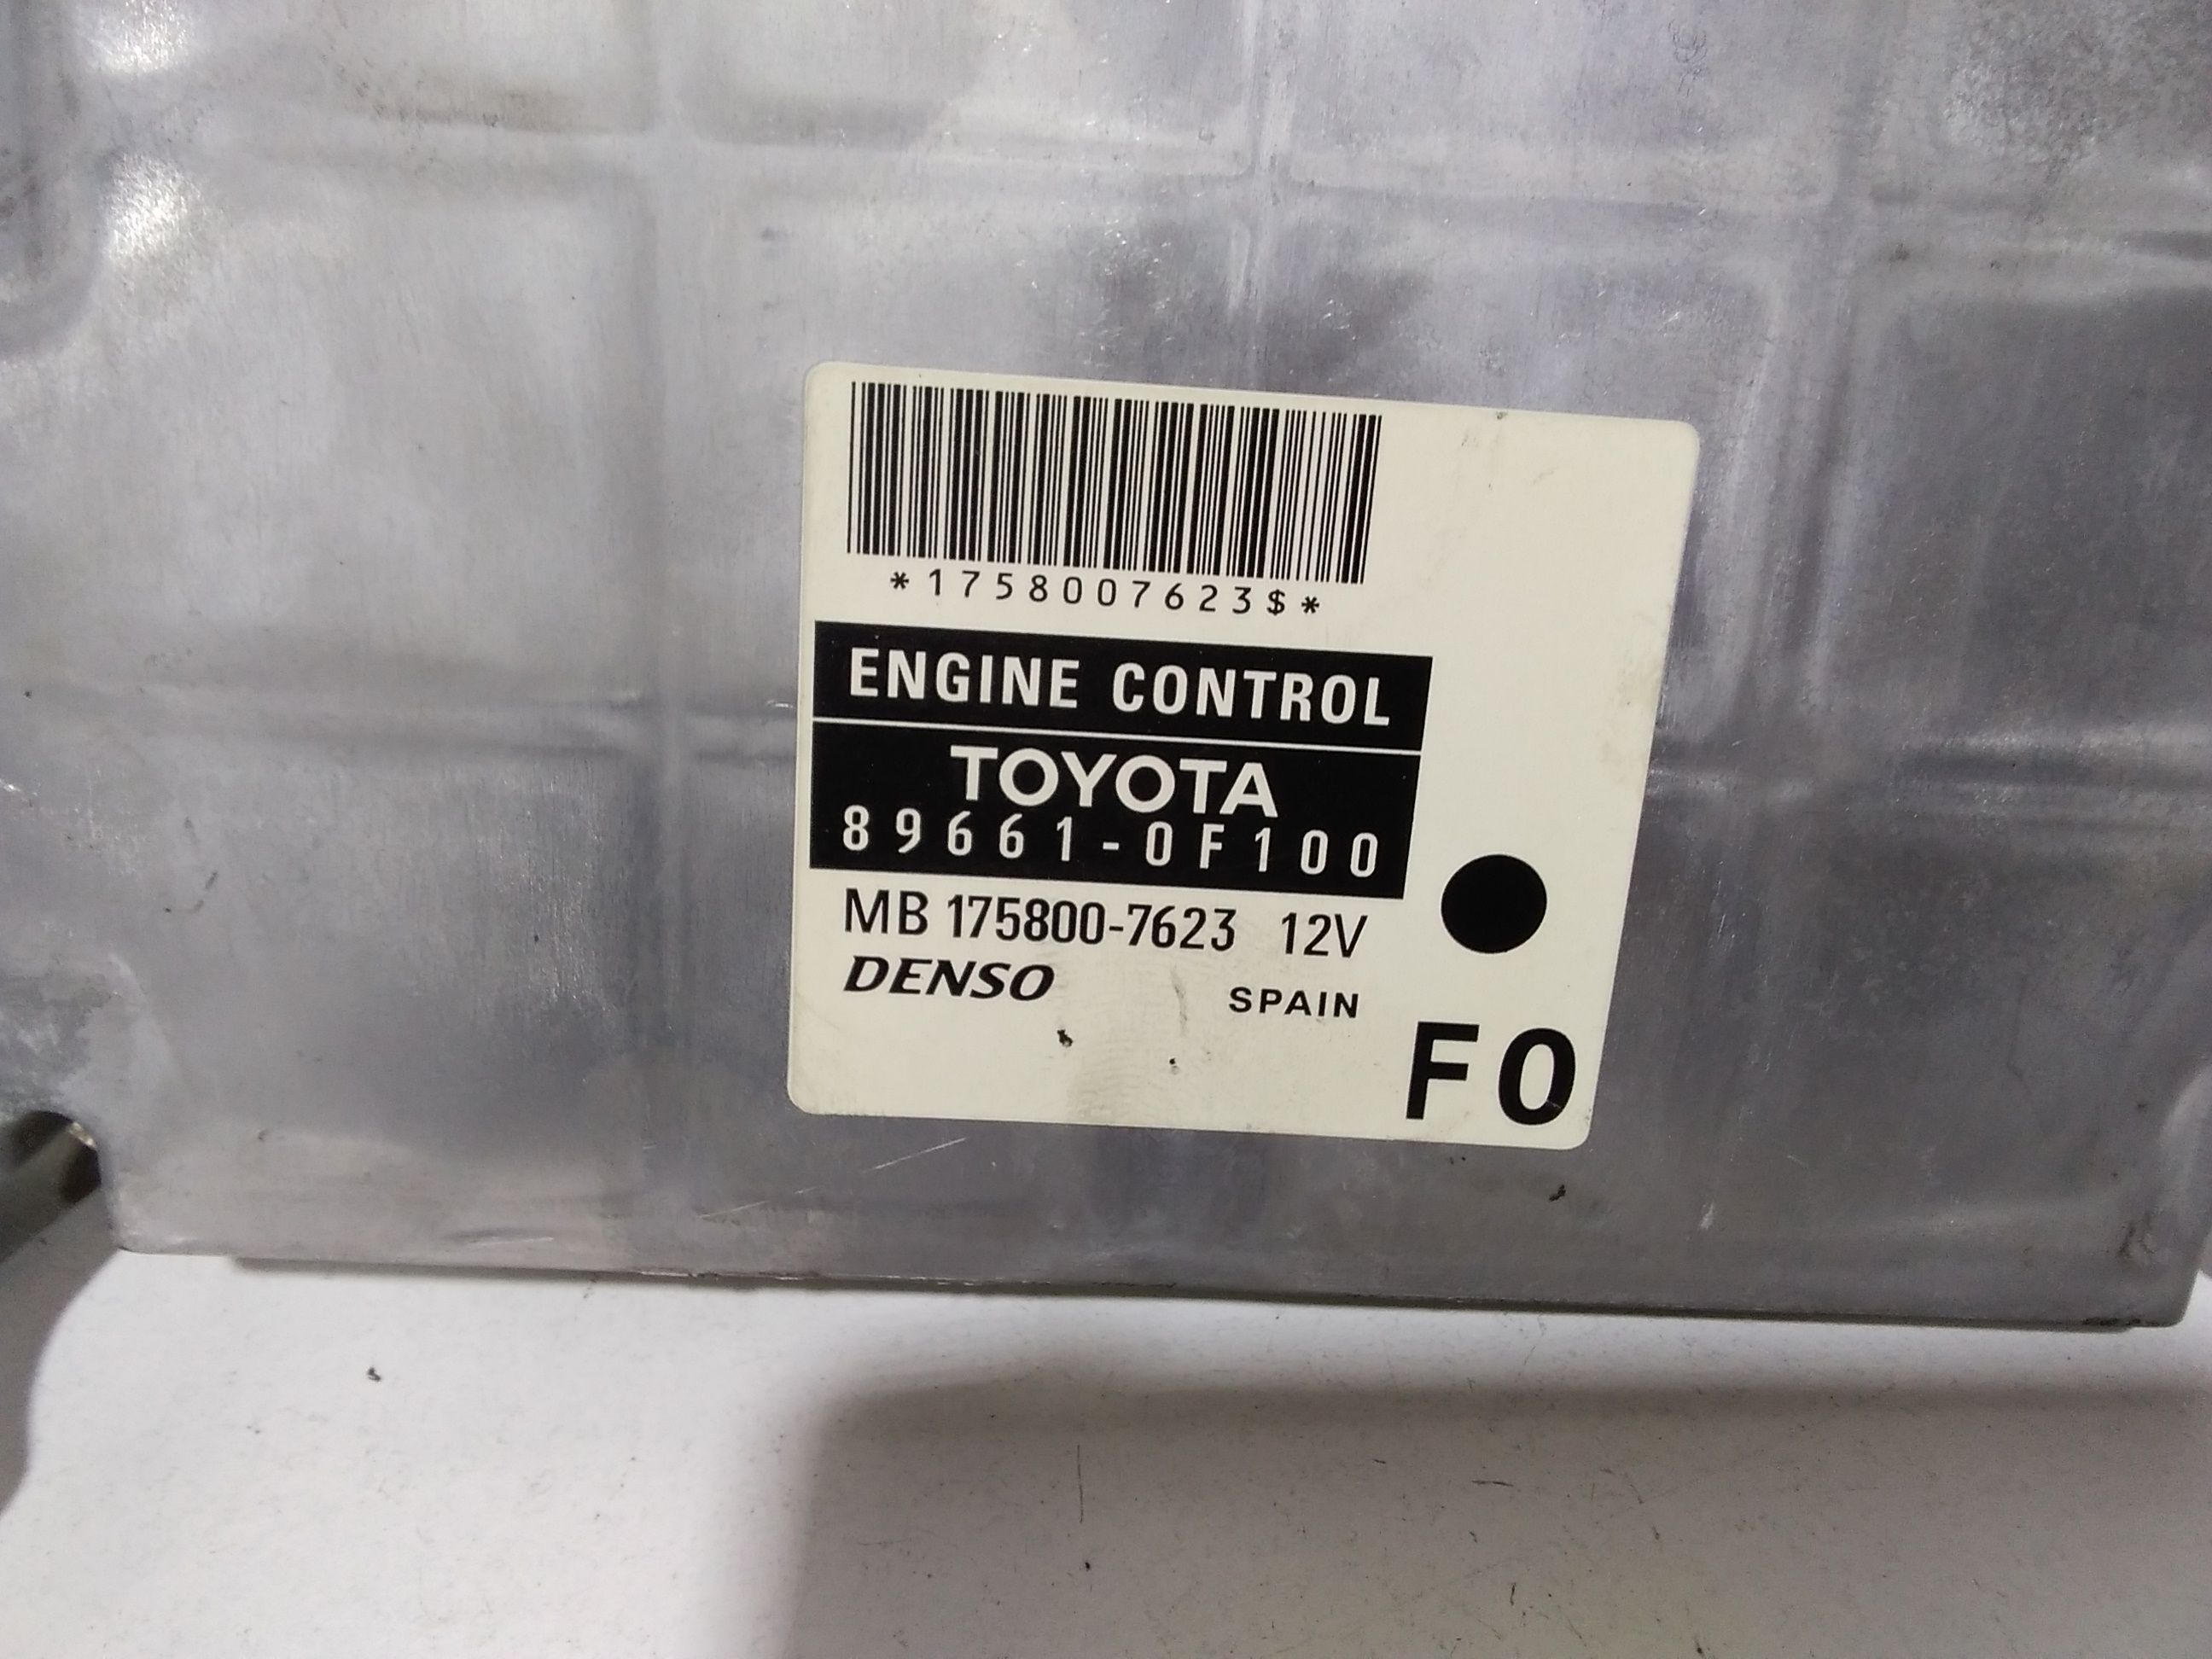 *1758007623$*
ENGINE CONTROL
TOYOTA
89661-0F100
MB 175800-7623 12V
DENSO SPAIN
F0